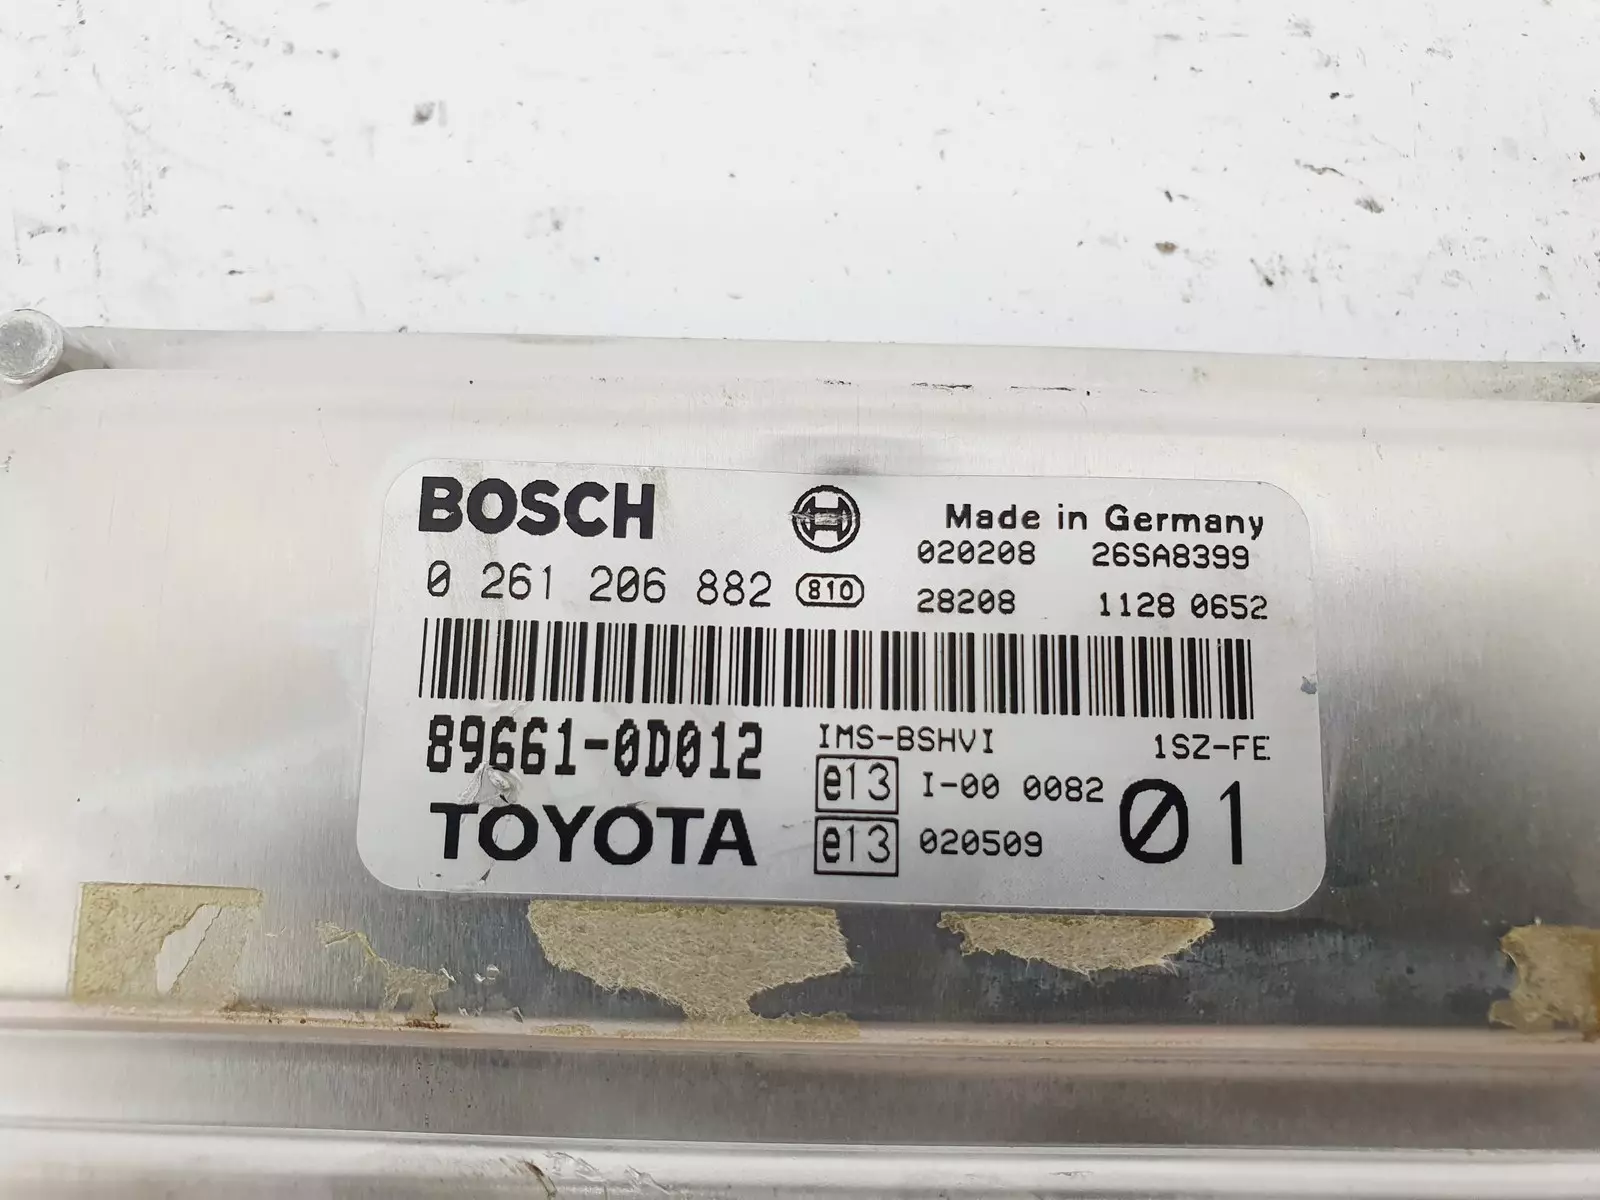 BOSCH
Made in Germany
020208 26SA8399
0 261 206 882 810
28208 1128 0652
89661-0D012
IMS-BSHVI 1SZ-FE
e13 I-00 0082
TOYOTA
e13 020509
01